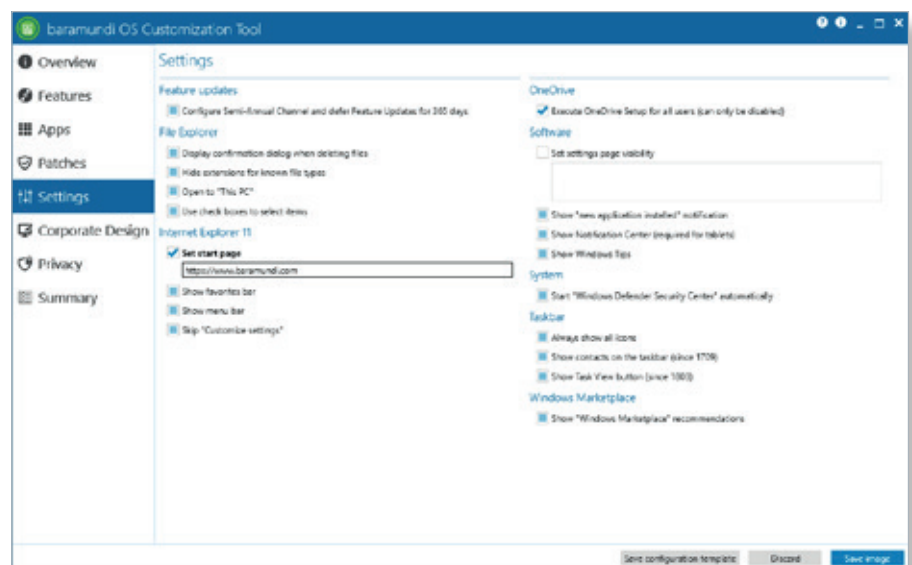 baramundi OS Customization Tool
Overview
Features
Apps
Patches
Settings
Corporate Design
Privacy
Summary
Settings
Feature updates
Configure Semi-Annual Channel and defer Feature Updates for 365 days
File Explorer
Display confirmation dialog when deleting files
Hide extensions for known file types
Open to "This PC"
Use check boxes to select items
Internet Explorer 11
Set start page
https://www.baramundi.com
Show favorites bar
Show menu bar
Skip "Customize settings"
OneDrive
Execute OneDrive Setup for all users (can only be disabled)
Software
Set settings page visibility
Show "new application installed" notification
Show Notification Center (required for tablets)
Show Windows Tips
System
Start "Windows Defender Security Center" automatically
Taskbar
Always show all icons
Show contacts on the taskbar (since 1709)
Show Task View button (since 1803)
Windows Marketplace
Show "Windows Marketplace" recommendations
Save configuration template
Discard
Save image